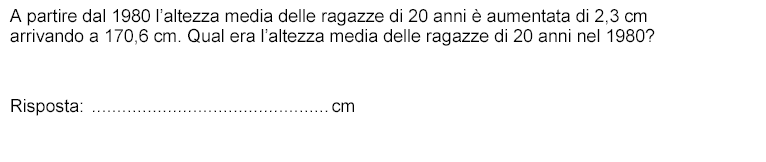 A partire dal 1980 l'altezza media delle ragazze di 20 anni è aumentata di 2,3 cm
arrivando a 170,6 cm. Qual era l'altezza media delle ragazze di 20 anni nel 1980?
Risposta: ............................................... cm